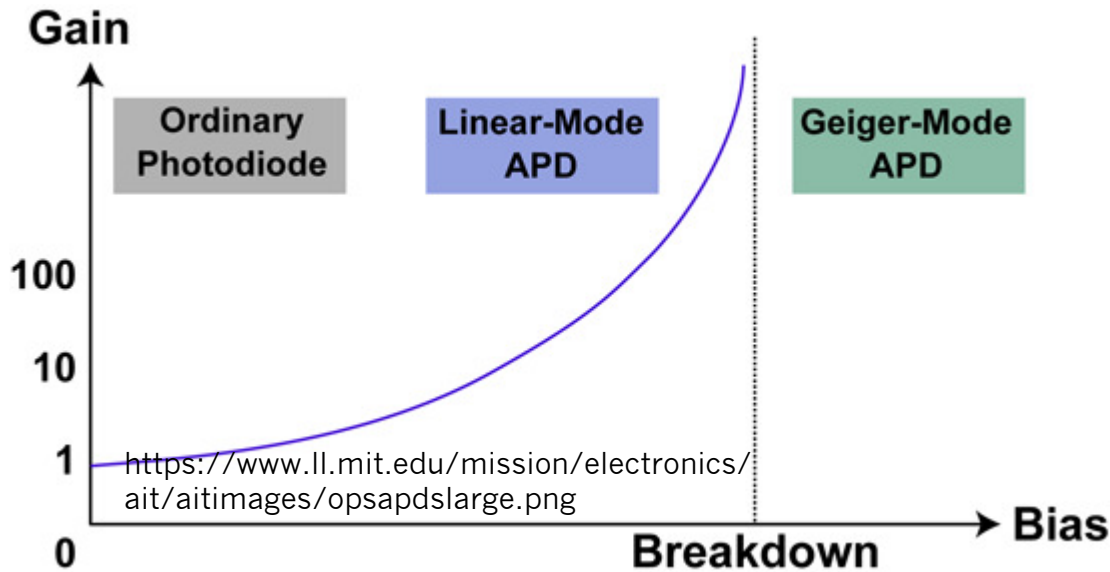 Gain
Ordinary
Photodiode
Linear-Mode
APD
Geiger-Mode
APD
100
10
1
https://www.ll.mit.edu/mission/electronics/
ait/aitimages/opsapdslarge.png
0
Breakdown
Bias